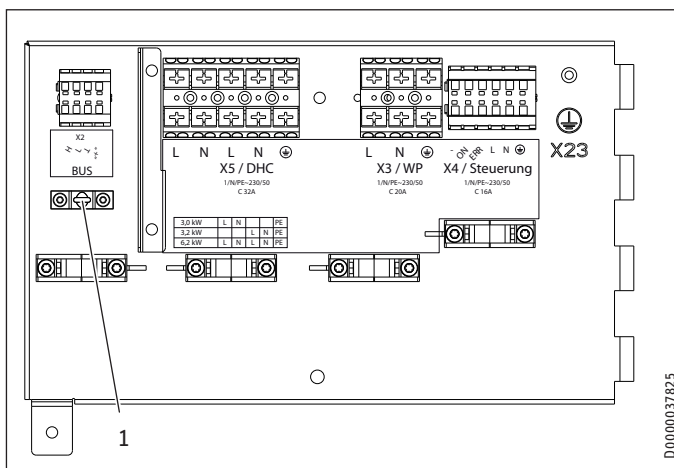 X2
H L ⊥ "+"
BUS
L N L N
X5 / DHC
1/N/PE~230/50
C 32A
3,0 kW L N PE
3,2 kW L N PE
6,2 kW L N L N PE
L N
X3 / WP
1/N/PE~230/50
C 20A
- ON ERR L N
X4 / Steuerung
1/N/PE~230/50
C 16A
X23
1
D0000037825